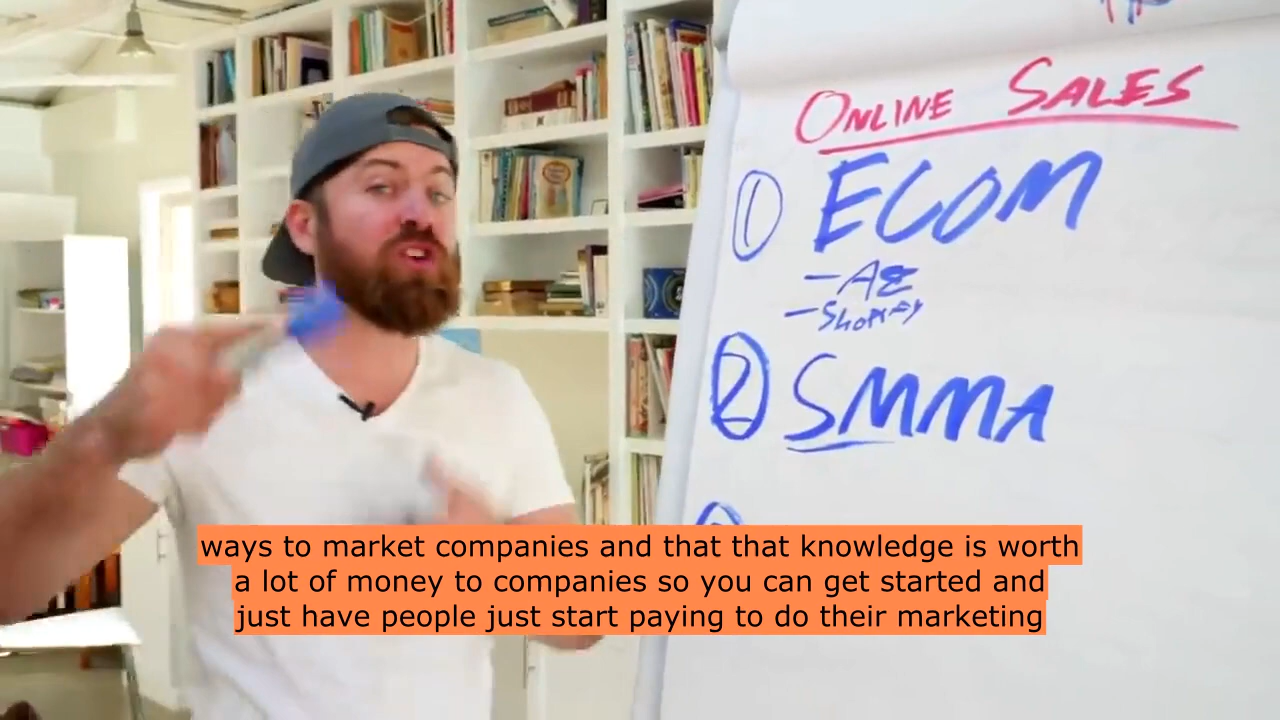 ONLINE SALES
1 ECOM
- AE
- SHOPIFY
2 SMMA
ways to market companies and that that knowledge is worth
a lot of money to companies so you can get started and
just have people just start paying to do their marketing